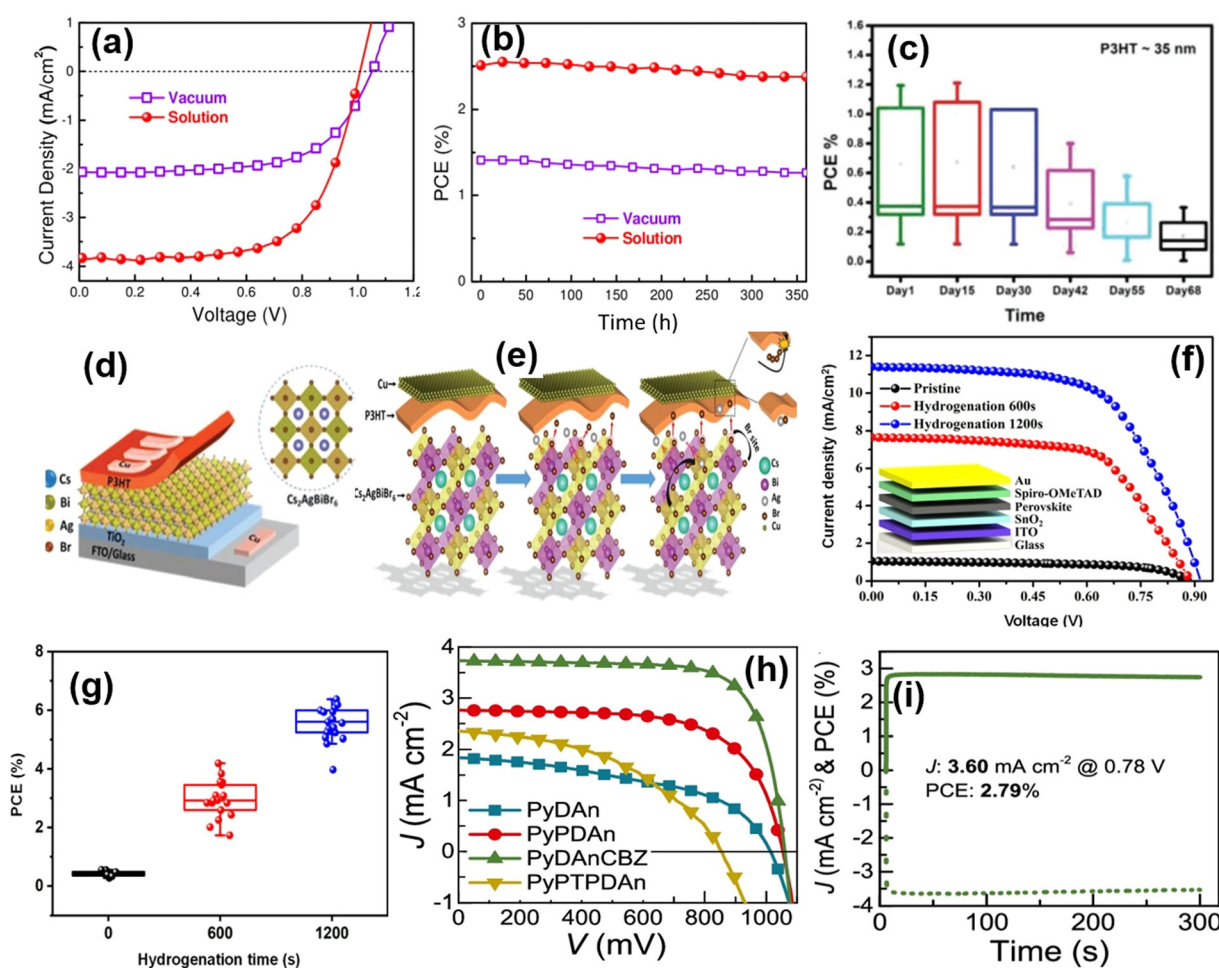 (a)
Current Density (mA/cm²)
1
0
-1
-2
-3
-4
Vacuum
Solution
0.0 0.2 0.4 0.6 0.8 1.0 1.2
Voltage (V)
(b)
PCE (%)
3
2
1
0
Vacuum
Solution
0 50 100 150 200 250 300 350
Time (h)
(c)
P3HT ~ 35 nm
PCE %
1.6
1.4
1.2
1.0
0.8
0.6
0.4
0.2
0.0
Day1 Day15 Day30 Day42 Day55 Day68
Time
(d)
Cu
P3HT
TiO₂
FTO/Glass
Cu
Cs
Bi
Ag
Br
Cs₂AgBiBr₆
(e)
Cu
P3HT
Cs₂AgBiBr₆
Br site
Cs
Bi
Ag
Br
Cu
(f)
Current density (mA/cm²)
12
10
8
6
4
2
0
Pristine
Hydrogenation 600s
Hydrogenation 1200s
Au
Spiro-OMeTAD
Perovskite
SnO₂
ITO
Glass
0.00 0.15 0.30 0.45 0.60 0.75 0.90
Voltage (V)
(g)
PCE (%)
8
6
4
2
0
0 600 1200
Hydrogenation time (s)
(h)
J (mA cm⁻²)
4
3
2
1
0
-1
PyDAn
PyPDAn
PyDAnCBZ
PyPTPDAn
0 200 400 600 800 1000
V (mV)
(i)
J (mA cm⁻²) & PCE (%)
3
2
1
0
-1
-2
-3
-4
J: 3.60 mA cm⁻² @ 0.78 V
PCE: 2.79%
0 100 200 300
Time (s)